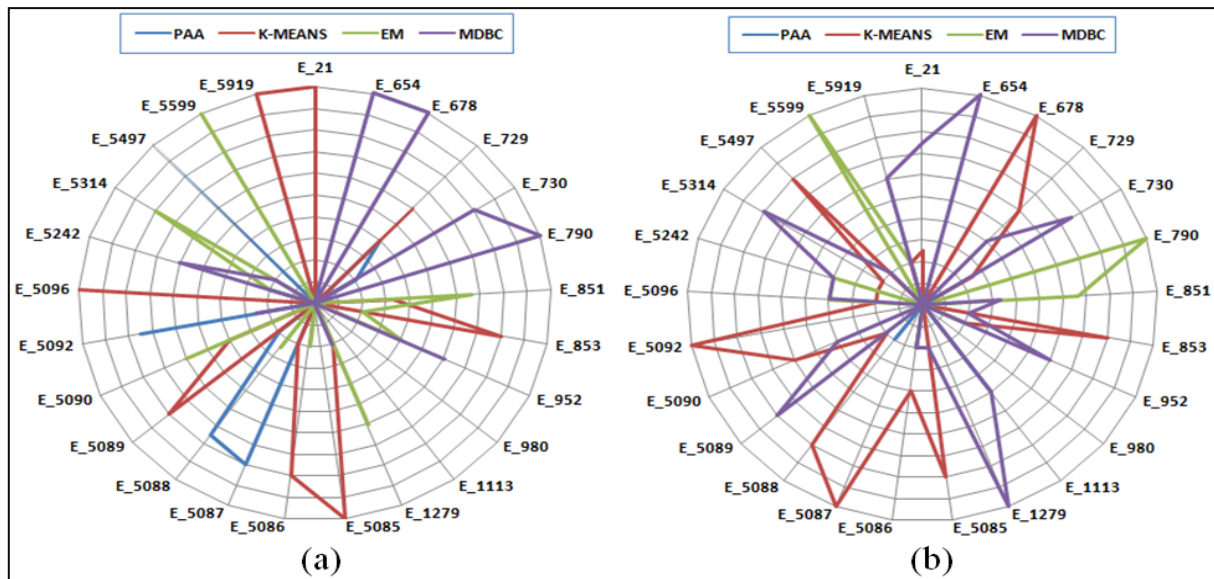 PAA K-MEANS EM MDBC
E_21
E_654
E_678
E_729
E_730
E_790
E_851
E_853
E_952
E_980
E_1113
E_1279
E_5085
E_5086
E_5087
E_5088
E_5089
E_5090
E_5092
E_5096
E_5242
E_5314
E_5497
E_5599
E_5919
(a)
PAA K-MEANS EM MDBC
E_21
E_654
E_678
E_729
E_730
E_790
E_851
E_853
E_952
E_980
E_1113
E_1279
E_5085
E_5086
E_5087
E_5088
E_5089
E_5090
E_5092
E_5096
E_5242
E_5314
E_5497
E_5599
E_5919
(b)